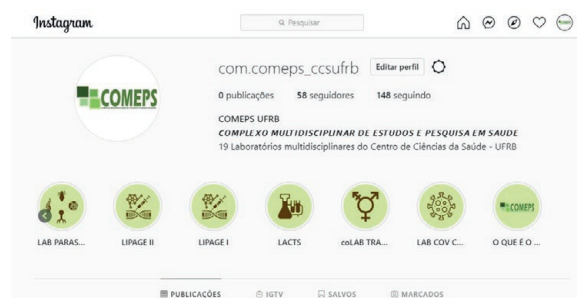 Instagram
Pesquisar
COMEPS
com.comeps_ccsufrb Editar perfil
0 publicações 58 seguidores 148 seguindo
COMEPS UFRB
COMPLEXO MULTIDISCIPLINAR DE ESTUDOS E PESQUISA EM SAUDE
19 Laboratórios multidisciplinares do Centro de Ciências da Saúde - UFRB
COMEPS
LAB PARAS... LIPAGE II LIPAGE I LACTS coLAB TRA... LAB COV C... O QUE É O ...
PUBLICAÇÕES IGTV SALVOS MARCADOS